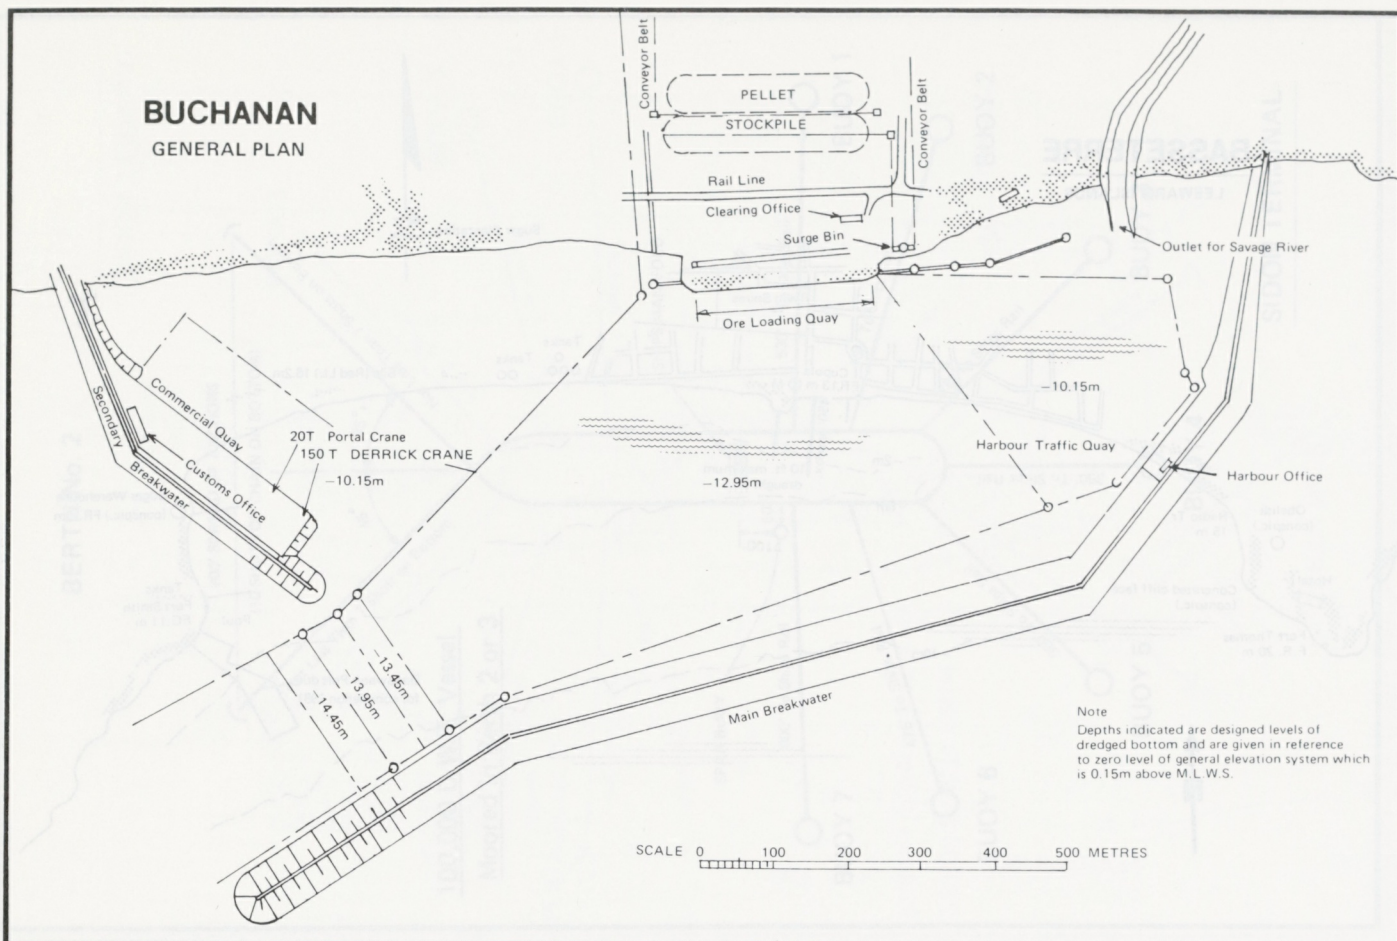 BUCHANAN
GENERAL PLAN
Conveyor Belt
PELLET
STOCKPILE
Conveyor Belt
Rail Line
Clearing Office
Surge Bin
Outlet for Savage River
Ore Loading Quay
Commercial Quay
Secondary
Breakwater
Customs Office
20T Portal Crane
150 T DERRICK CRANE
−10.15m
−12.95m
−10.15m
Harbour Traffic Quay
Harbour Office
−13.45m
−13.95m
−14.45m
Main Breakwater
Note
Depths indicated are designed levels of
dredged bottom and are given in reference
to zero level of general elevation system which
is 0.15m above M.L.W.S.
SCALE 0 100 200 300 400 500 METRES